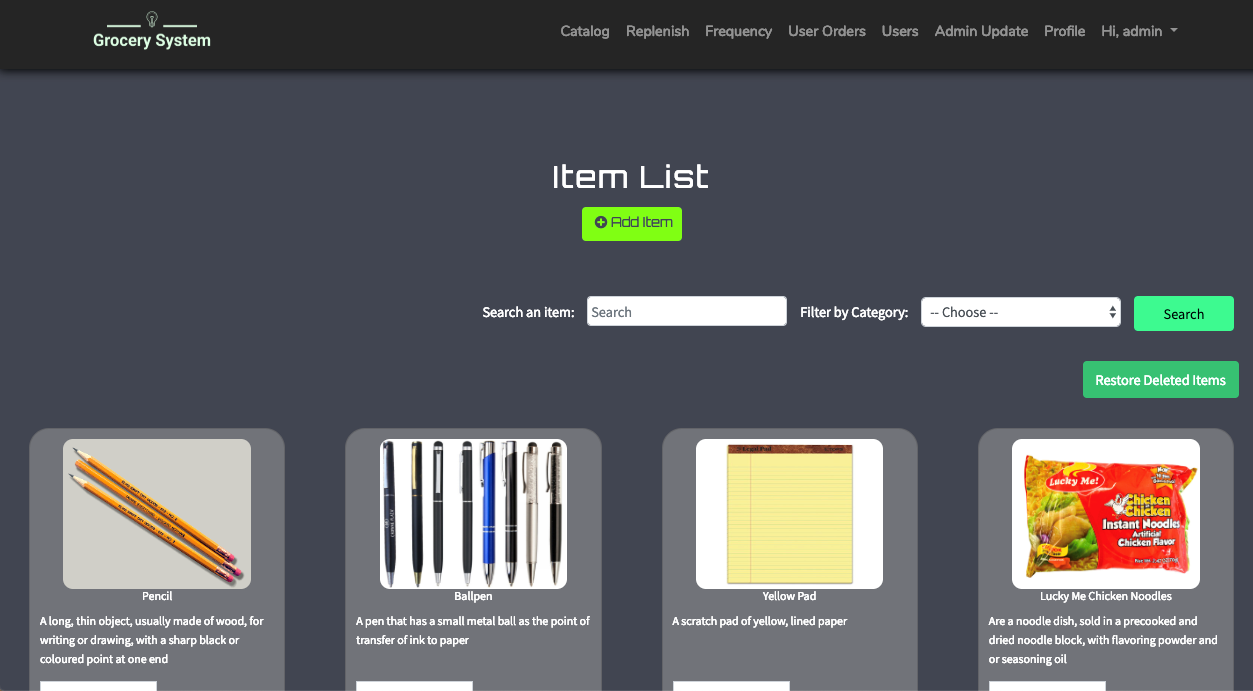 Grocery System
Catalog Replenish Frequency User Orders Users Admin Update Profile Hi, admin
Item List
Add Item
Search an item: Search Filter by Category: -- Choose -- Search
Restore Deleted Items
Lucky Me!
Chicken
Chicken
Instant Noodles
Artificial
Chicken Flavor
Pencil
Ballpen
Yellow Pad
Lucky Me Chicken Noodles
A long, thin object, usually made of wood, for
writing or drawing, with a sharp black or
coloured point at one end
A pen that has a small metal ball as the point of
transfer of ink to paper
A scratch pad of yellow, lined paper
Are a noodle dish, sold in a precooked and
dried noodle block, with flavoring powder and
or seasoning oil